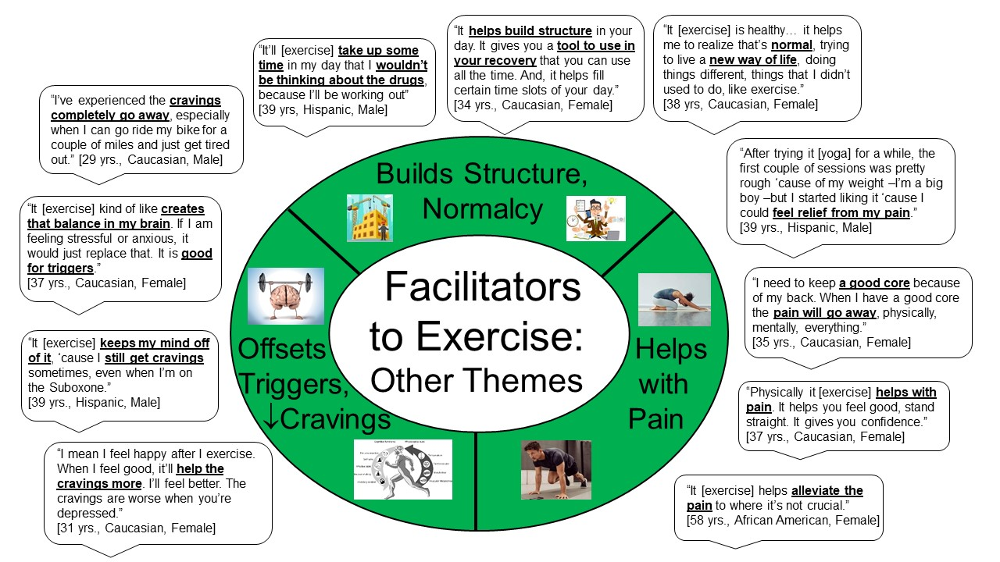 “It’ll [exercise] take up some
time in my day that I wouldn’t
be thinking about the drugs,
because I’ll be working out”
[39 yrs, Hispanic, Male]
“It helps build structure in your
day. It gives you a tool to use in
your recovery that you can use
all the time. And, it helps fill
certain time slots of your day.”
[34 yrs., Caucasian, Female]
“It [exercise] is healthy… it helps
me to realize that’s normal, trying
to live a new way of life, doing
things different, things that I didn’t
used to do, like exercise.”
[38 yrs, Caucasian, Female]
“I’ve experienced the cravings
completely go away, especially
when I can go ride my bike for a
couple of miles and just get tired
out.” [29 yrs., Caucasian, Male]
“It [exercise] kind of like creates
that balance in my brain. If I am
feeling stressful or anxious, it
would just replace that. It is good
for triggers.”
[37 yrs, Caucasian, Female]
“It [exercise] keeps my mind off
of it, ‘cause I still get cravings
sometimes, even when I’m on
the Suboxone.”
[39 yrs., Hispanic, Male]
“I mean I feel happy after I exercise.
When I feel good, it’ll help the
cravings more. I’ll feel better. The
cravings are worse when you’re
depressed.”
[31 yrs., Caucasian, Female]
Builds Structure,
Normalcy
Facilitators
to Exercise:
Other Themes
Offsets
Triggers,
↓Cravings
Helps
with
Pain
“After trying it [yoga] for a while, the
first couple of sessions was pretty
rough ‘cause of my weight –I’m a big
boy –but I started liking it ‘cause I
could feel relief from my pain.”
[39 yrs., Hispanic, Male]
“I need to keep a good core because
of my back. When I have a good core
the pain will go away, physically,
mentally, everything.”
[35 yrs., Caucasian, Female]
“Physically it [exercise] helps with
pain. It helps you feel good, stand
straight. It gives you confidence.”
[37 yrs., Caucasian, Female]
“It [exercise] helps alleviate the
pain to where it’s not crucial.”
[58 yrs., African American, Female]